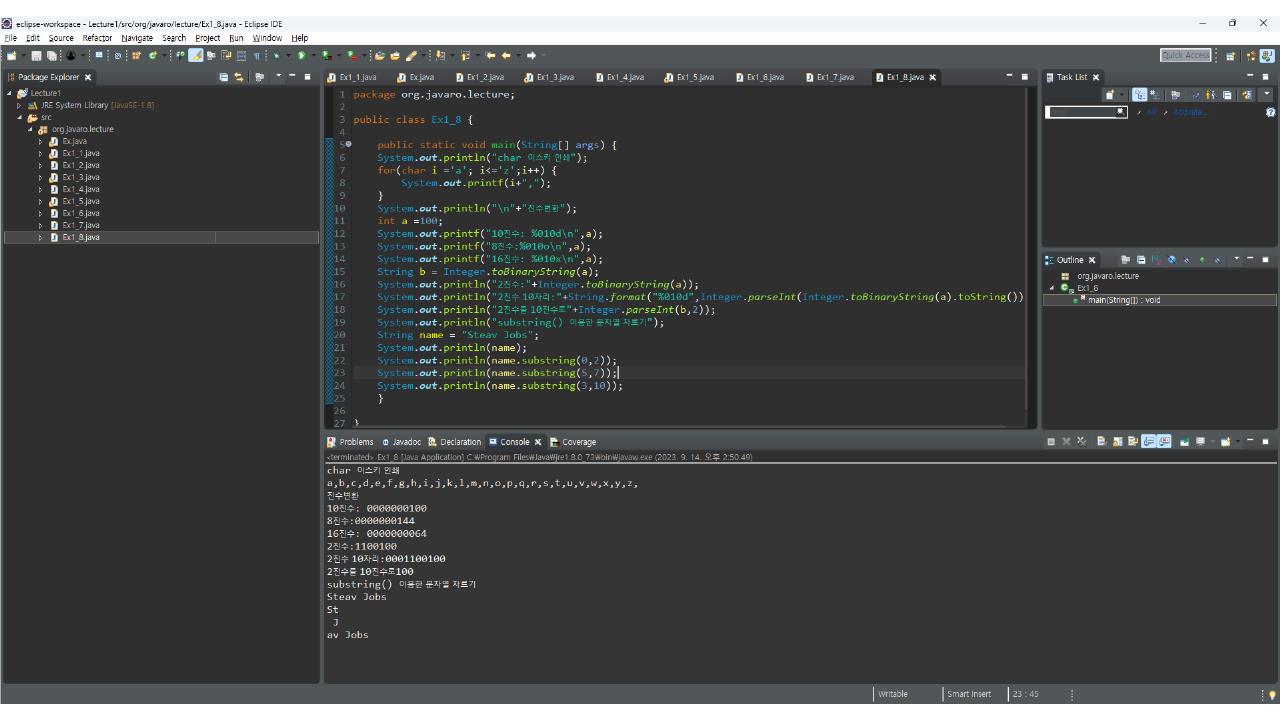 eclipse-workspace - Lecture1/src/org/javaro/lecture/Ex1_8.java - Eclipse IDE
File Edit Source Refactor Navigate Search Project Run Window Help
Quick Access
Package Explorer
Lecture1
JRE System Library [JavaSE-1.8]
src
org.javaro.lecture
Ex.java
Ex1_1.java
Ex1_2.java
Ex1_3.java
Ex1_4.java
Ex1_5.java
Ex1_6.java
Ex1_7.java
Ex1_8.java
Ex1_1.java Ex.java Ex1_2.java Ex1_3.java Ex1_4.java Ex1_5.java Ex1_6.java Ex1_7.java Ex1_8.java
1 package org.javaro.lecture;
2
3 public class Ex1_8 {
4
5 public static void main(String[] args) {
6 System.out.println("char 아스키 인쇄");
7 for(char i ='a'; i<='z';i++) {
8 System.out.printf(i+",");
9 }
10 System.out.println("\n"+"진수변환");
11 int a =100;
12 System.out.printf("10진수: %010d\n",a);
13 System.out.printf("8진수:%010o\n",a);
14 System.out.printf("16진수: %010x\n",a);
15 String b = Integer.toBinaryString(a);
16 System.out.println("2진수:"+Integer.toBinaryString(a));
17 System.out.println("2진수 10자리:"+String.format("%010d",Integer.parseInt(Integer.toBinaryString(a).toString())
18 System.out.println("2진수를 10진수로"+Integer.parseInt(b,2));
19 System.out.println("substring() 이용한 문자열 자르기");
20 String name = "Steav Jobs";
21 System.out.println(name);
22 System.out.println(name.substring(0,2));
23 System.out.println(name.substring(5,7));
24 System.out.println(name.substring(3,10));
25 }
26
27 }
Task List
All Activate...
Outline
org.javaro.lecture
Ex1_8
main(String[]) : void
Problems Javadoc Declaration Console Coverage
<terminated> Ex1_8 [Java Application] C:₩Program Files₩Java₩jre1.8.0_73₩bin₩javaw.exe (2023. 9. 14. 오후 2:50:49)
char 아스키 인쇄
a,b,c,d,e,f,g,h,i,j,k,l,m,n,o,p,q,r,s,t,u,v,w,x,y,z,
진수변환
10진수: 0000000100
8진수:0000000144
16진수: 0000000064
2진수:1100100
2진수 10자리:0001100100
2진수를 10진수로100
substring() 이용한 문자열 자르기
Steav Jobs
St
J
av Jobs
Writable Smart Insert 23 : 45